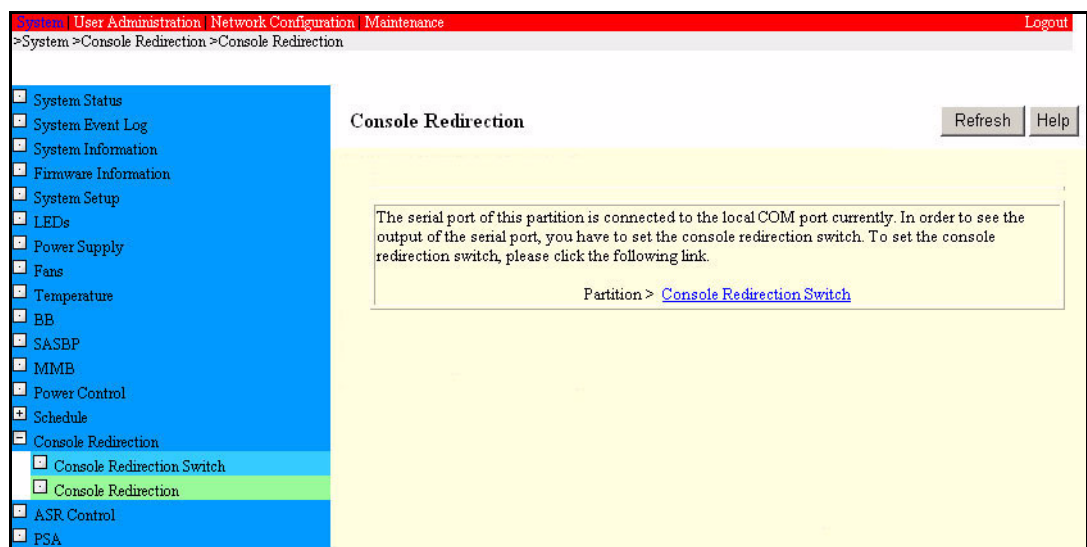 System | User Administration | Network Configuration | Maintenance Logout
>System >Console Redirection >Console Redirection
System Status
System Event Log
System Information
Firmware Information
System Setup
LEDs
Power Supply
Fans
Temperature
BB
SASBP
MMB
Power Control
Schedule
Console Redirection
Console Redirection Switch
Console Redirection
ASR Control
PSA
Console Redirection
Refresh Help
The serial port of this partition is connected to the local COM port currently. In order to see the
output of the serial port, you have to set the console redirection switch. To set the console
redirection switch, please click the following link.
Partition > Console Redirection Switch